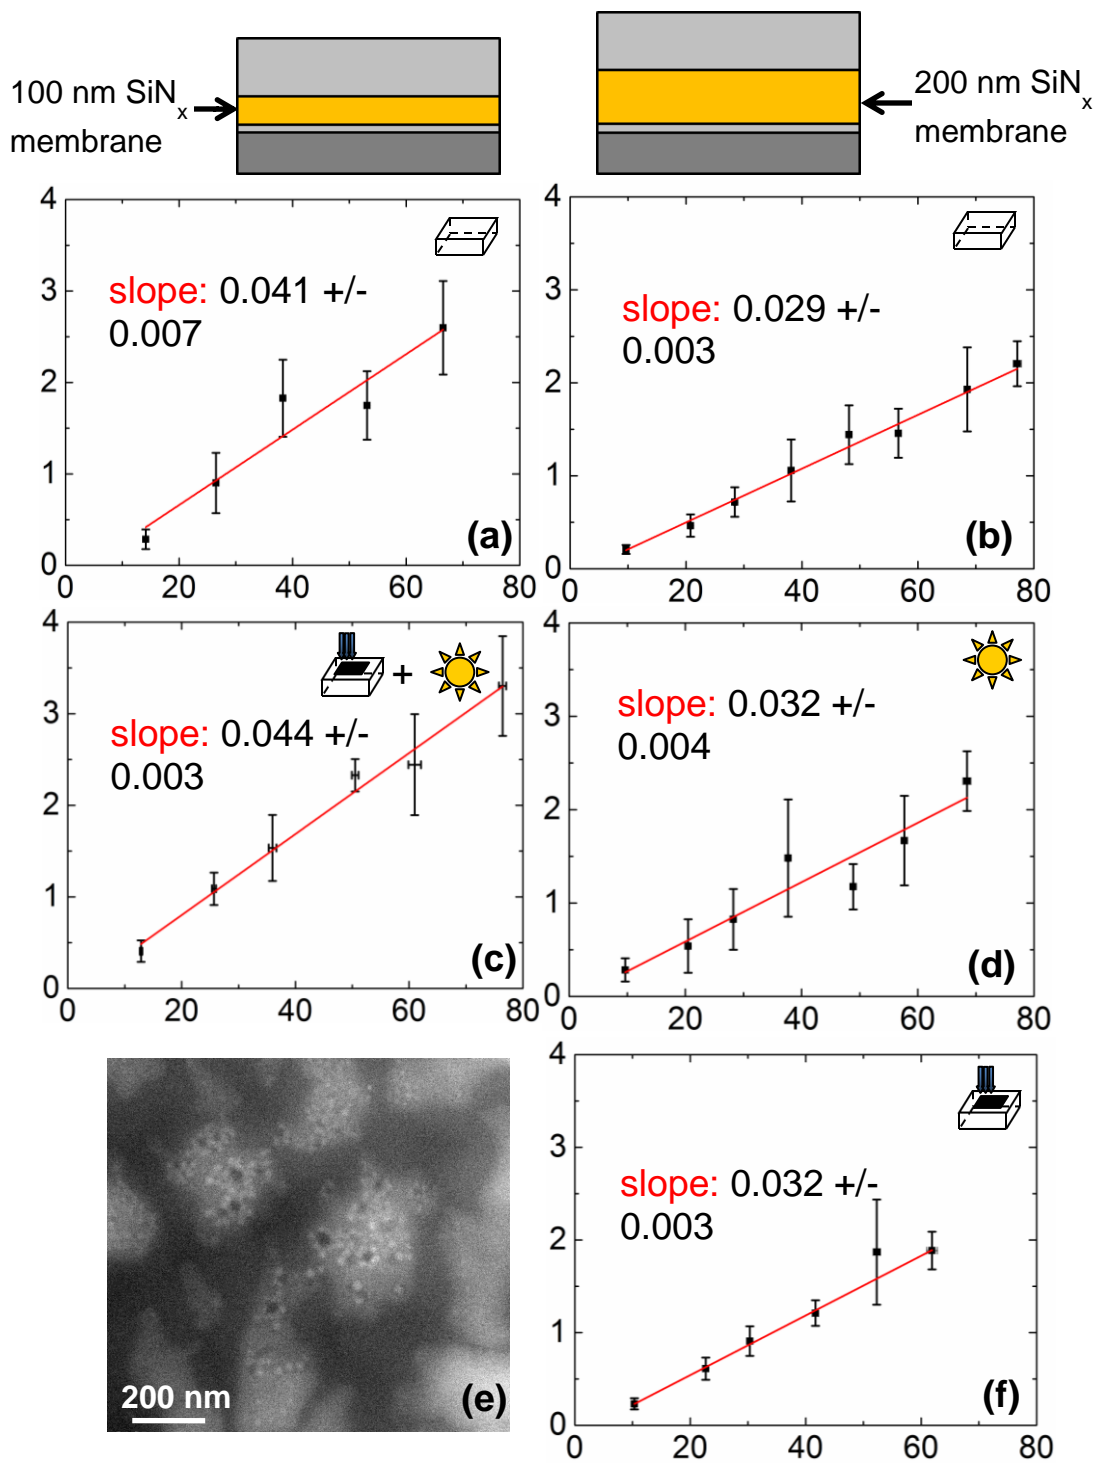 100 nm SiNx
membrane
200 nm SiNx
membrane
4
3
2
1
0
0 20 40 60 80
slope: 0.041 +/-
0.007
(a)
4
3
2
1
0
0 20 40 60 80
slope: 0.029 +/-
0.003
(b)
4
3
2
1
0
0 20 40 60 80
+
slope: 0.044 +/-
0.003
(c)
4
3
2
1
0
0 20 40 60 80
slope: 0.032 +/-
0.004
(d)
200 nm
(e)
4
3
2
1
0
0 20 40 60 80
slope: 0.032 +/-
0.003
(f)